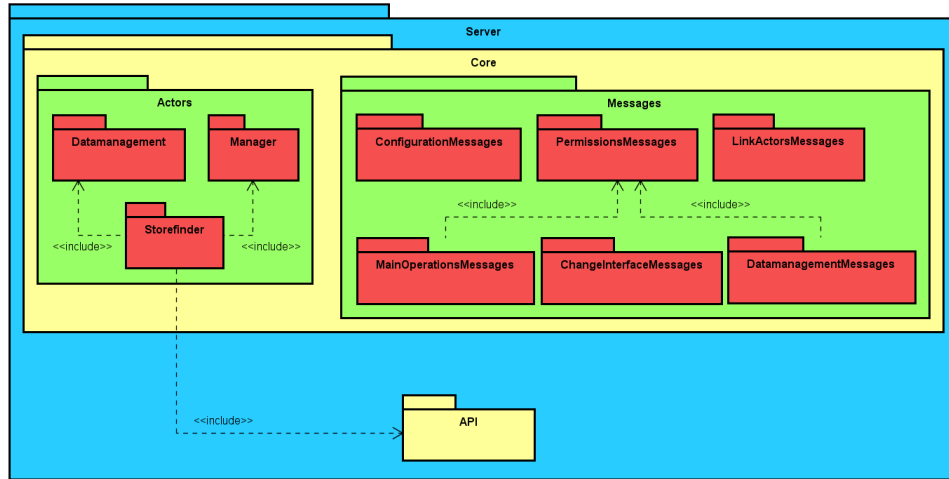 Server
Core
Actors
Messages
Datamanagement
Manager
ConfigurationMessages
PermissionsMessages
LinkActorsMessages
<<include>>
<<include>>
Storefinder
<<include>>
<<include>>
MainOperationsMessages
ChangeInterfaceMessages
DatamanagementMessages
<<include>>
API